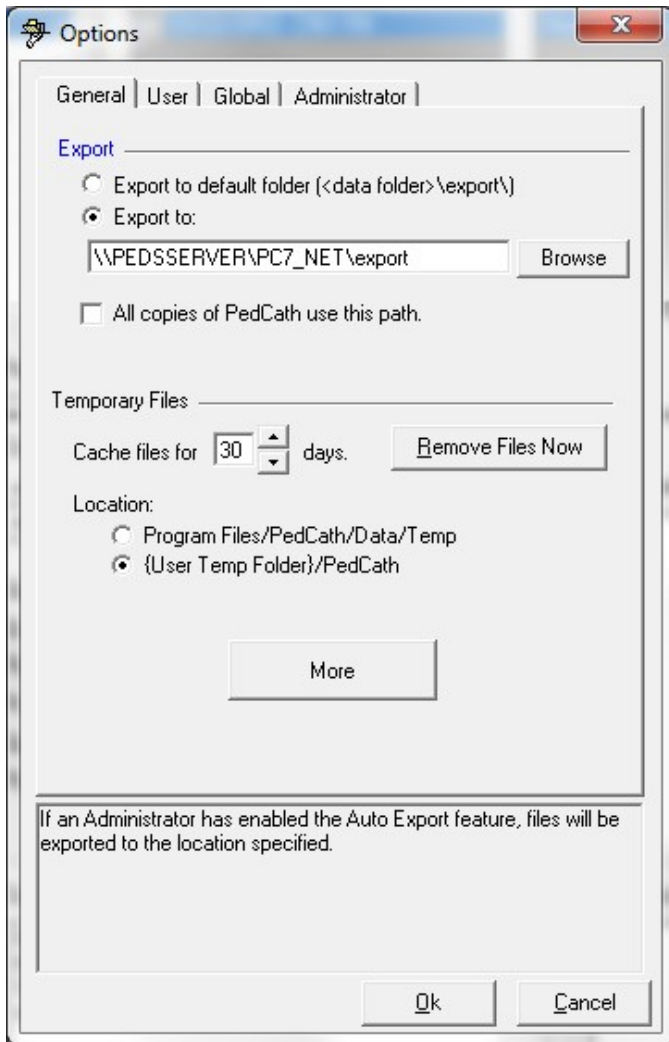 Options
General User Global Administrator
Export
Export to default folder (<data folder>\export\)
Export to:
\\PEDSSERVER\PC7_NET\export Browse
All copies of PedCath use this path.
Temporary Files
Cache files for 30 days. Remove Files Now
Location:
Program Files/PedCath/Data/Temp
{User Temp Folder}/PedCath
More
If an Administrator has enabled the Auto Export feature, files will be
exported to the location specified.
Ok Cancel